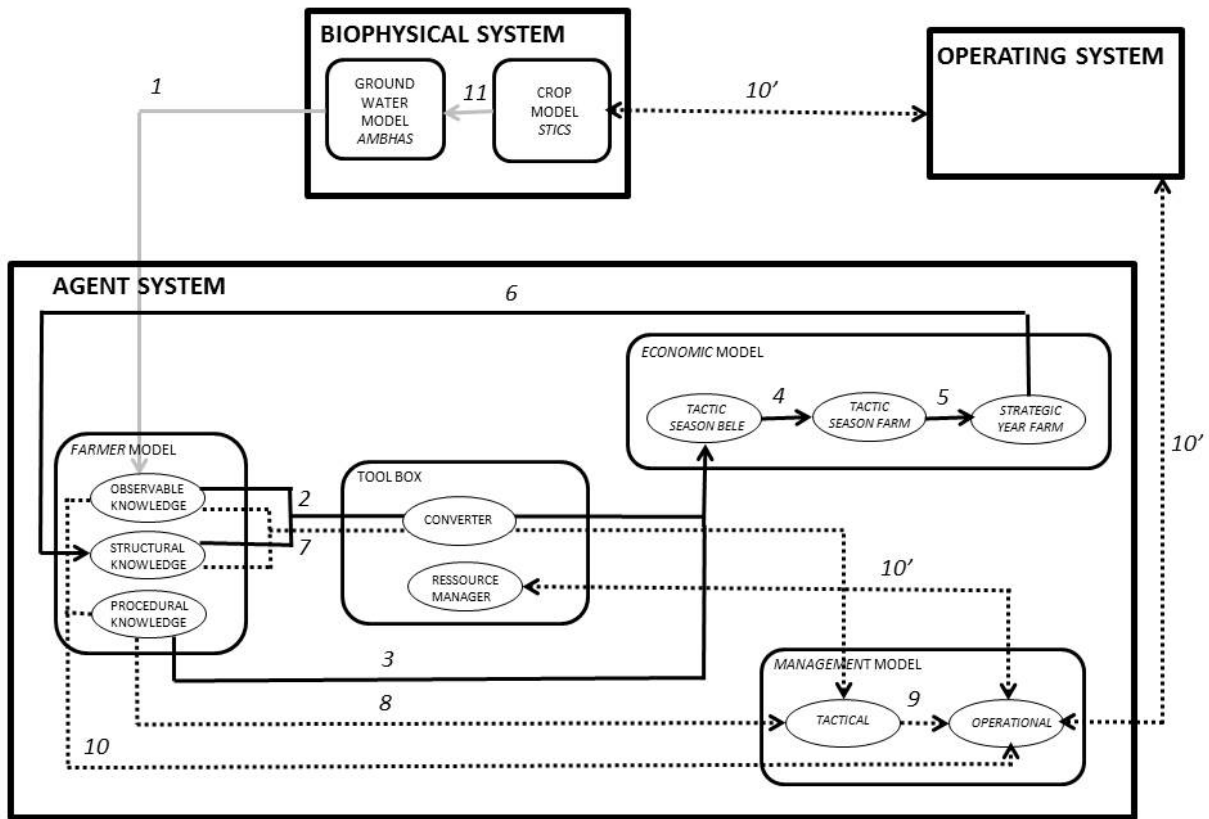 BIOPHYSICAL SYSTEM
GROUND
WATER
MODEL
AMBHAS
11
CROP
MODEL
STICS
1
10’
OPERATING SYSTEM
AGENT SYSTEM
6
ECONOMIC MODEL
TACTIC
SEASON BELE
4
TACTIC
SEASON FARM
5
STRATEGIC
YEAR FARM
10’
FARMER MODEL
OBSERVABLE
KNOWLEDGE
STRUCTURAL
KNOWLEDGE
PROCEDURAL
KNOWLEDGE
2
7
TOOL BOX
CONVERTER
RESSOURCE
MANAGER
10’
3
8
10
MANAGEMENT MODEL
TACTICAL
9
OPERATIONAL